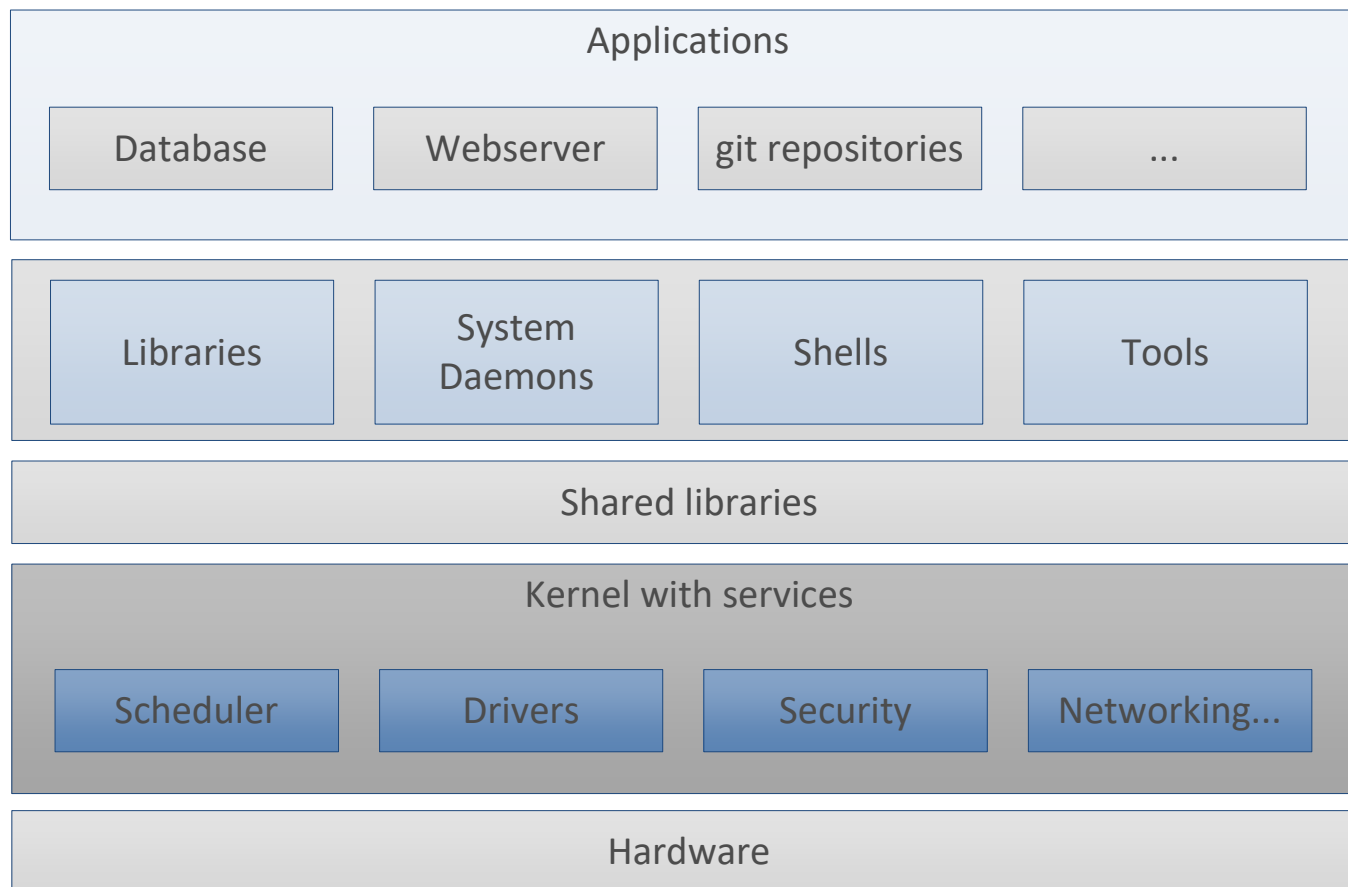 Applications
Database
Webserver
git repositories
...
Libraries
System
Daemons
Shells
Tools
Shared libraries
Kernel with services
Scheduler
Drivers
Security
Networking...
Hardware